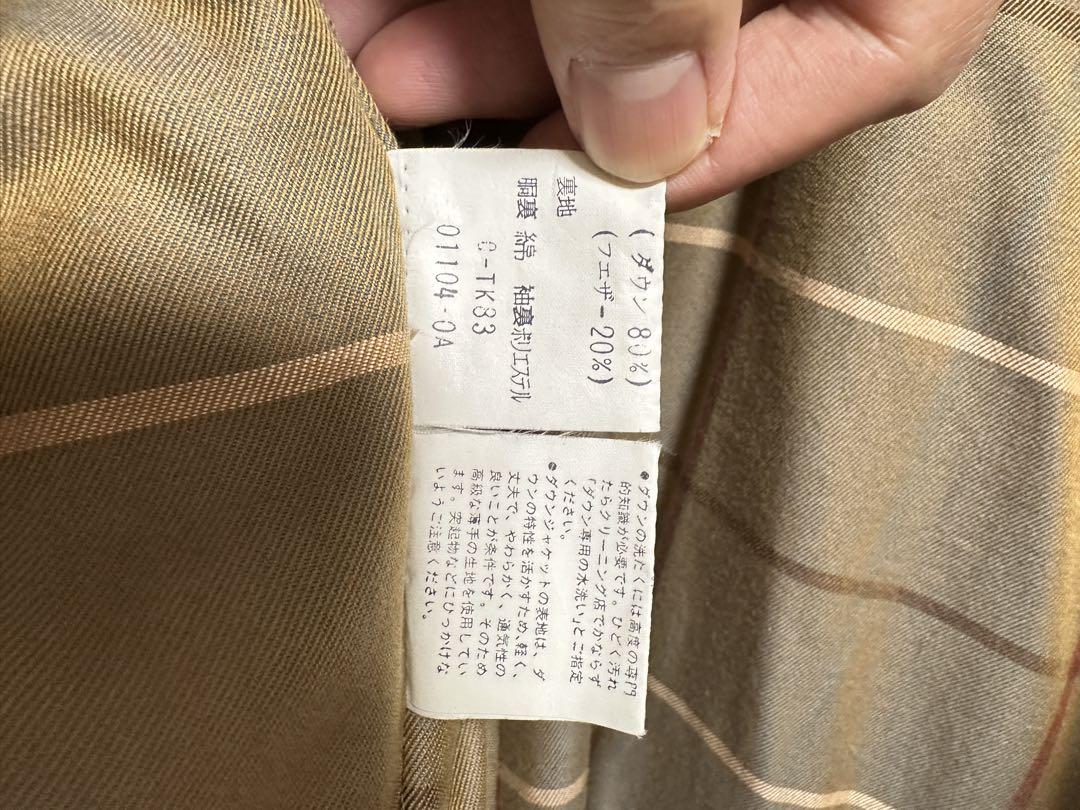 (ダウン 80%)
(フエザー20%)
裏地
胴裏 綿 袖裏ポリエステル
C-TK83
01104-0A
●ダウンの洗たくには高度の専門
的知識が必要です。ひどく汚れ
たらクリーニング店でかならず
「ダウン専用の水洗い」とご指定
ください。
●ダウンジャケットの表地は、ダ
ウンの特性を活かすため、軽く、
丈夫で、やわらかく、通気性の
良いことが条件です。そのため
高級な薄手の生地を使用してい
ます。突起物などにひっかけな
いようご注意ください。